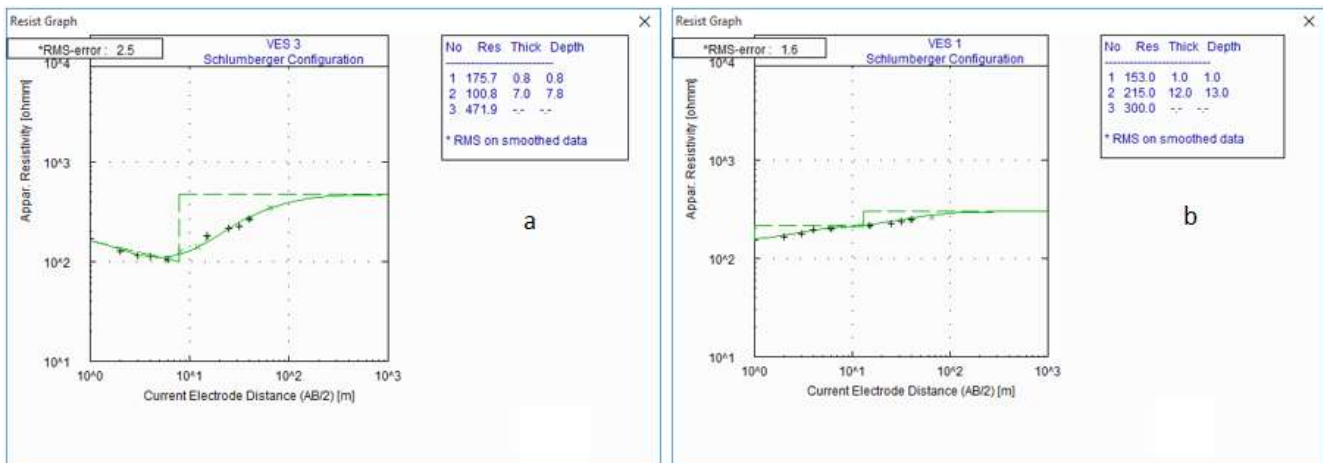 Resist Graph
*RMS-error : 2.5
VES 3
Schlumberger Configuration
Appar. Resistivity [ohmm]
10^4
10^3
10^2
10^1
10^0 10^1 10^2 10^3
Current Electrode Distance (AB/2) [m]
No Res Thick Depth
1 175.7 0.8 0.8
2 100.8 7.0 7.8
3 471.9 -.- -.-
* RMS on smoothed data
a
Resist Graph
*RMS-error : 1.6
VES 1
Schlumberger Configuration
Appar. Resistivity [ohmm]
10^4
10^3
10^2
10^1
10^0 10^1 10^2 10^3
Current Electrode Distance (AB/2) [m]
No Res Thick Depth
1 153.0 1.0 1.0
2 215.0 12.0 13.0
3 300.0 -.- -.-
* RMS on smoothed data
b